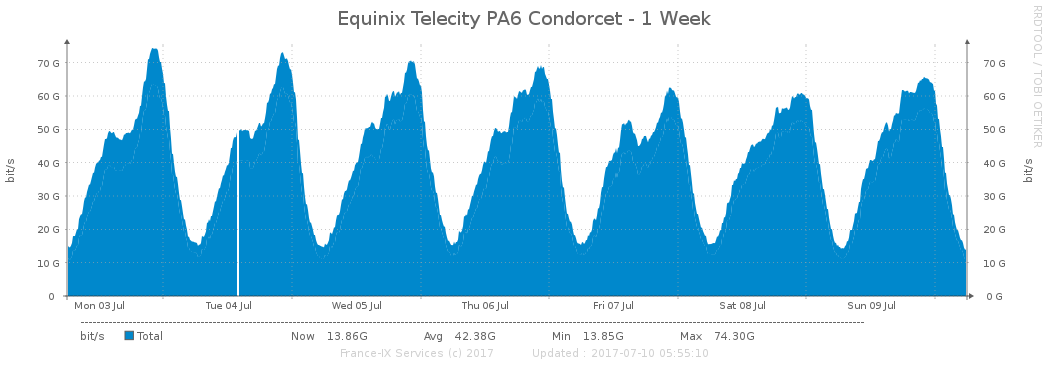 Equinix Telecity PA6 Condorcet - 1 Week
RRDTOOL / TOBI OETIKER
bit/s
70 G
60 G
50 G
40 G
30 G
20 G
10 G
0
70 G
60 G
50 G
40 G
30 G
20 G
10 G
0 G
bit/s
Mon 03 Jul Tue 04 Jul Wed 05 Jul Thu 06 Jul Fri 07 Jul Sat 08 Jul Sun 09 Jul
bit/s Total Now 13.86G Avg 42.38G Min 13.85G Max 74.30G
France-IX Services (c) 2017 Updated : 2017-07-10 05:55:10